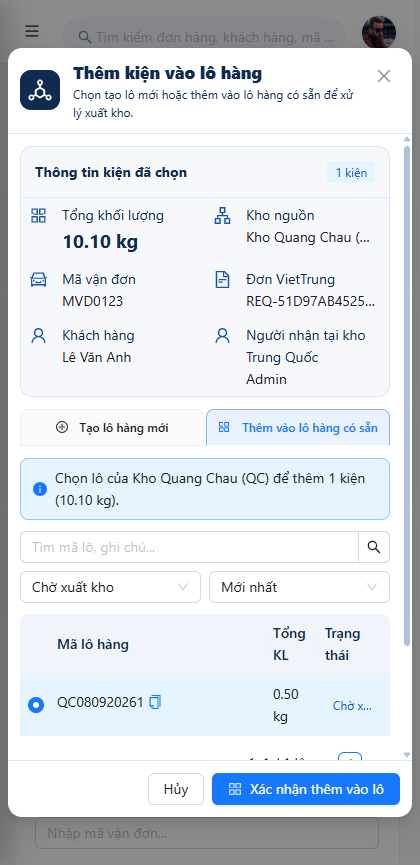 Tìm kiếm đơn hàng, khách hàng, mã ...
Thêm kiện vào lô hàng
Chọn tạo lô mới hoặc thêm vào lô hàng có sẵn để xử
lý xuất kho.
Thông tin kiện đã chọn
1 kiện
Tổng khối lượng
10.10 kg
Kho nguồn
Kho Quang Chau (...
Mã vận đơn
MVD0123
Đơn VietTrung
REQ-51D97AB4525...
Khách hàng
Lê Văn Anh
Người nhận tại kho
Trung Quốc
Admin
Tạo lô hàng mới
Thêm vào lô hàng có sẵn
Chọn lô của Kho Quang Chau (QC) để thêm 1 kiện
(10.10 kg).
Tìm mã lô, ghi chú...
Chờ xuất kho
Mới nhất
Mã lô hàng
Tổng
KL
Trạng
thái
QC080920261
0.50
kg
Chờ x...
Hủy
Xác nhận thêm vào lô
Nhập mã vận đơn...